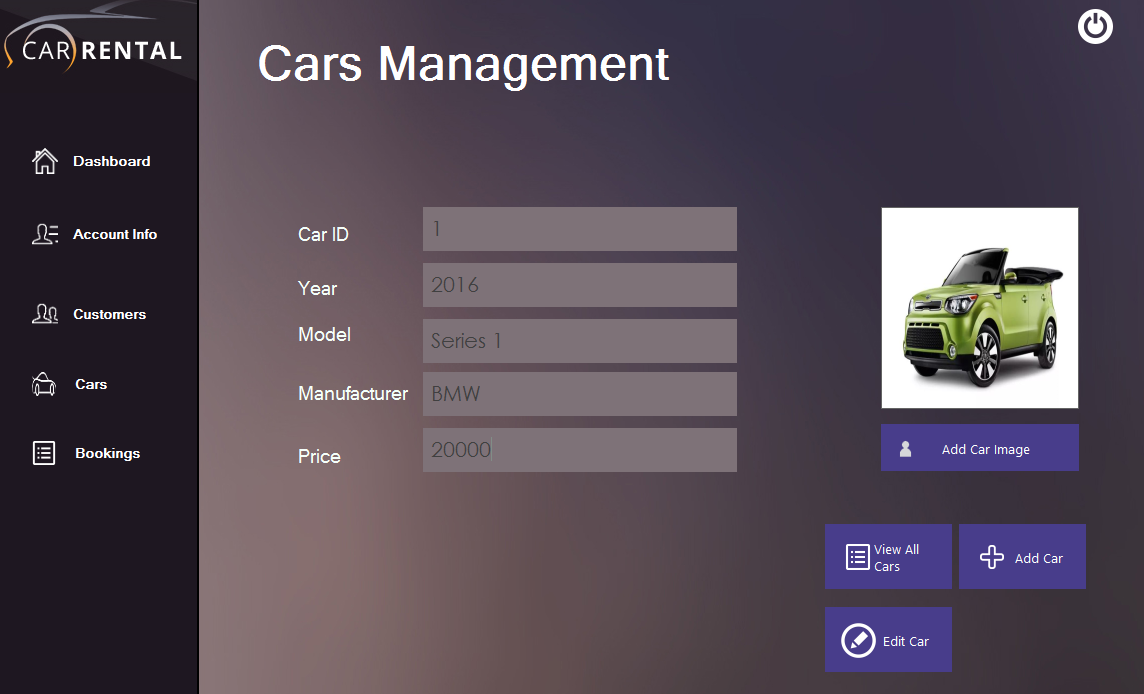 CAR RENTAL
Cars Management
Dashboard
Account Info
Customers
Cars
Bookings
Car ID
1
Year
2016
Model
Series 1
Manufacturer
BMW
Price
20000
Add Car Image
View All
Cars
Add Car
Edit Car